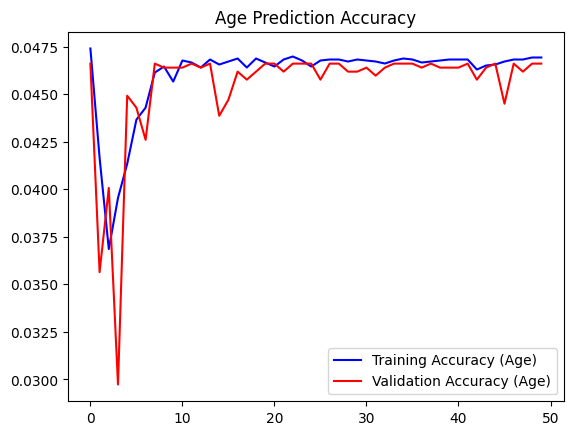 Age Prediction Accuracy
0.0475
0.0450
0.0425
0.0400
0.0375
0.0350
0.0325
0.0300
0 10 20 30 40 50
Training Accuracy (Age)
Validation Accuracy (Age)